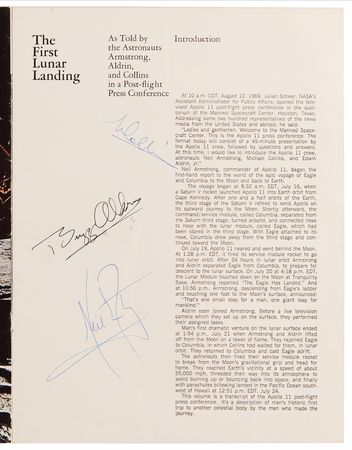 The
First
Lunar
Landing
As Told by
the Astronauts
Armstrong,
Aldrin,
and Collins
in a Post-flight
Press Conference
Introduction
At 10 a.m. CDT, August 12, 1969, Julian Scheer, NASA's
Assistant Administrator for Public Affairs, opened the tele-
vised Apollo 11 post-flight press conference in the audi-
torium of the Manned Spacecraft Center, Houston, Texas.
Addressing some two hundred representatives of the news
media from the United States and abroad, he said:
"Ladies and gentlemen. Welcome to the Manned Space-
craft Center. This is the Apollo 11 press conference. The
format today will consist of a 45-minute presentation by
the Apollo 11 crew, followed by questions and answers.
At this time, I would like to introduce the Apollo 11 crew,
astronauts Neil Armstrong, Michael Collins, and Edwin
Aldrin, Jr."
Neil Armstrong, commander of Apollo 11, began the
first-hand report to the world of the epic voyage of Eagle
and Columbia to the Moon and back to Earth.
The voyage began at 9:32 a.m. EDT, July 16, when
a Saturn V rocket launched Apollo 11 into Earth orbit from
Cape Kennedy. After one and a half orbits of the Earth,
the third stage of the Saturn V refired to send Apollo on
its outward journey to the Moon. Shortly afterward, the
command/service module, called Columbia, separated from
the Saturn third stage, turned around, and connected nose
to nose with the lunar module, called Eagle, which had
been stored in the third stage. With Eagle attached to its
nose, Columbia drew away from the third stage and con-
tinued toward the Moon.
On July 19, Apollo 11 neared and went behind the Moon.
At 1:28 p.m. EDT, it fired its service module rocket to go
into lunar orbit. After 24 hours in lunar orbit Armstrong
and Aldrin separated Eagle from Columbia, to prepare for
descent to the lunar surface. On July 20 at 4:18 p.m. EDT,
the Lunar Module touched down on the Moon at Tranquility
Base. Armstrong reported "The Eagle Has Landed." And
at 10:56 p.m., Armstrong, descending from Eagle's ladder
and touching one foot to the Moon's surface, announced:
"That's one small step for a man, one giant leap for
mankind."
Aldrin soon joined Armstrong. Before a live television
camera which they set up on the surface, they performed
their assigned tasks.
Man's first dramatic venture on the lunar surface ended
at 1:54 p.m., July 21 when Armstrong and Aldrin lifted
off from the Moon on a tower of flame. They rejoined Eagle
to Columbia, in which Collins had waited for them, in lunar
orbit. They returned to Columbia and cast Eagle adrift.
The astronauts then fired their service module rocket
to break from the Moon's gravitational grip and head for
home. They reached Earth's vicinity at a speed of about
25,000 mph, threaded their way into its atmosphere to
avoid burning up or bouncing back into space, and finally
with parachutes billowing landed in the Pacific Ocean south-
west of Hawaii at 12:51 p.m. EDT, July 24.
This volume is a transcript of the Apollo 11 post-flight
press conference. It's a description of man's historic first
trip to another celestial body by the men who made the
journey.
Buzz Aldrin